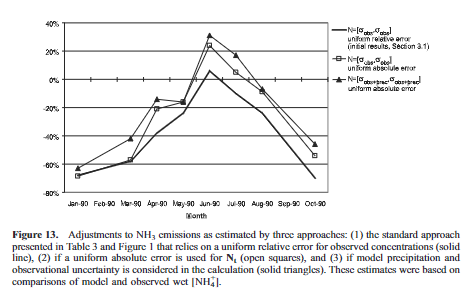 40%
20%
0%
-20%
-40%
-60%
-80%
Jan-90 Feb-90 Mar-90 Apr-90 May-90 Jun-90 Jul-90 Aug-90 Sep-90 Oct-90
Month
N=[σobs,σobs]
uniform relative error
(initial results, Section 3.1)
N=[σobs,σobs]
uniform absolute error
N=[σobs+prec,σobs+prec]
uniform absolute error
Figure 13. Adjustments to NH3 emissions as estimated by three approaches: (1) the standard approach
presented in Table 3 and Figure 1 that relies on a uniform relative error for observed concentrations (solid
line), (2) if a uniform absolute error is used for Nt (open squares), and (3) if model precipitation and
observational uncertainty is considered in the calculation (solid triangles). These estimates were based on
comparisons of model and observed wet [NH4+].